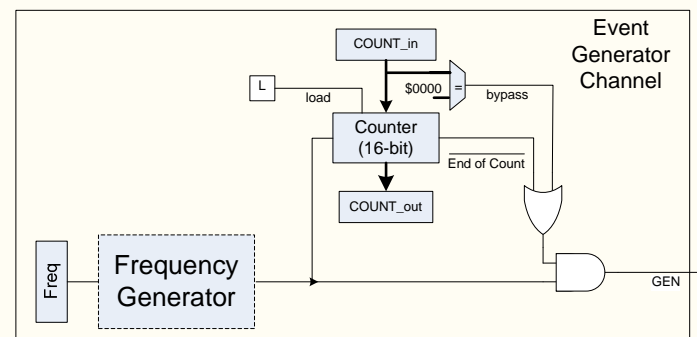 Event
Generator
Channel
COUNT_in
L
load
$0000
=
bypass
Counter
(16-bit)
End of Count
COUNT_out
Freq
Frequency
Generator
GEN